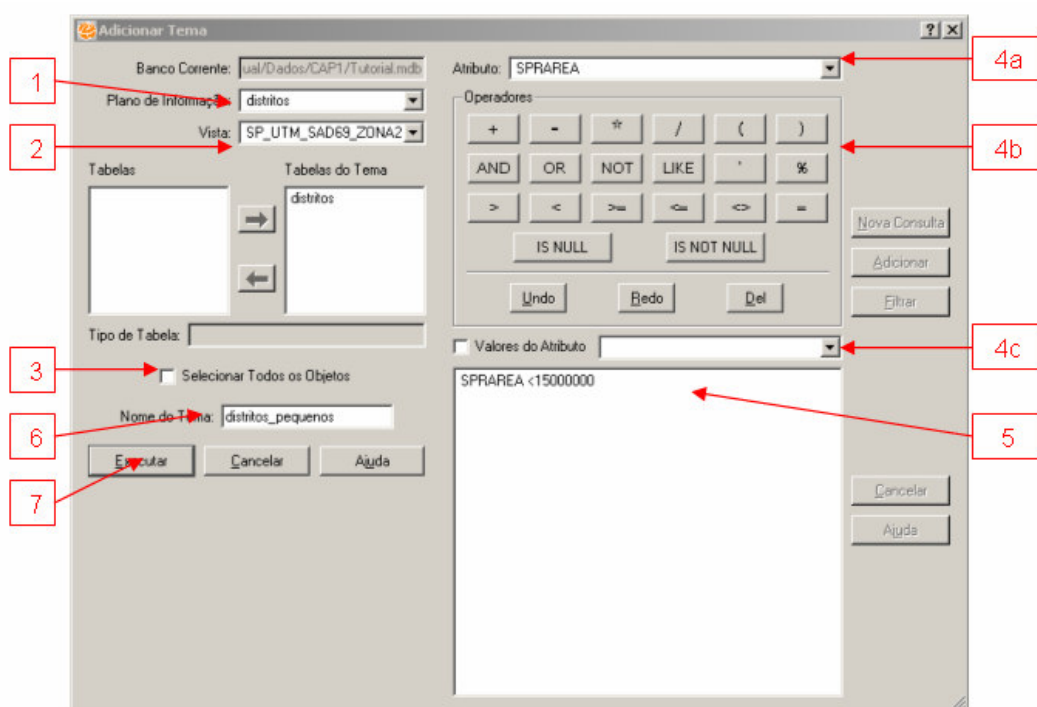 Adicionar Tema
1
2
3
6
7
Banco Corrente: ual/Dados/CAP1/Tutorial.mdb
Plano de Informação: distritos
Vista: SP_UTM_SAD69_ZONA2
Tabelas
Tabelas do Tema
distritos
Tipo de Tabela:
Selecionar Todos os Objetos
Nome do Tema: distritos_pequenos
Executar Cancelar Ajuda
Atributo: SPRAREA
Operadores
+ - * / ( )
AND OR NOT LIKE ' %
> < >= <= <> =
IS NULL IS NOT NULL
Undo Redo Del
Valores do Atributo
SPRAREA <15000000
Nova Consulta
Adicionar
Filtrar
Cancelar
Ajuda
4a
4b
4c
5